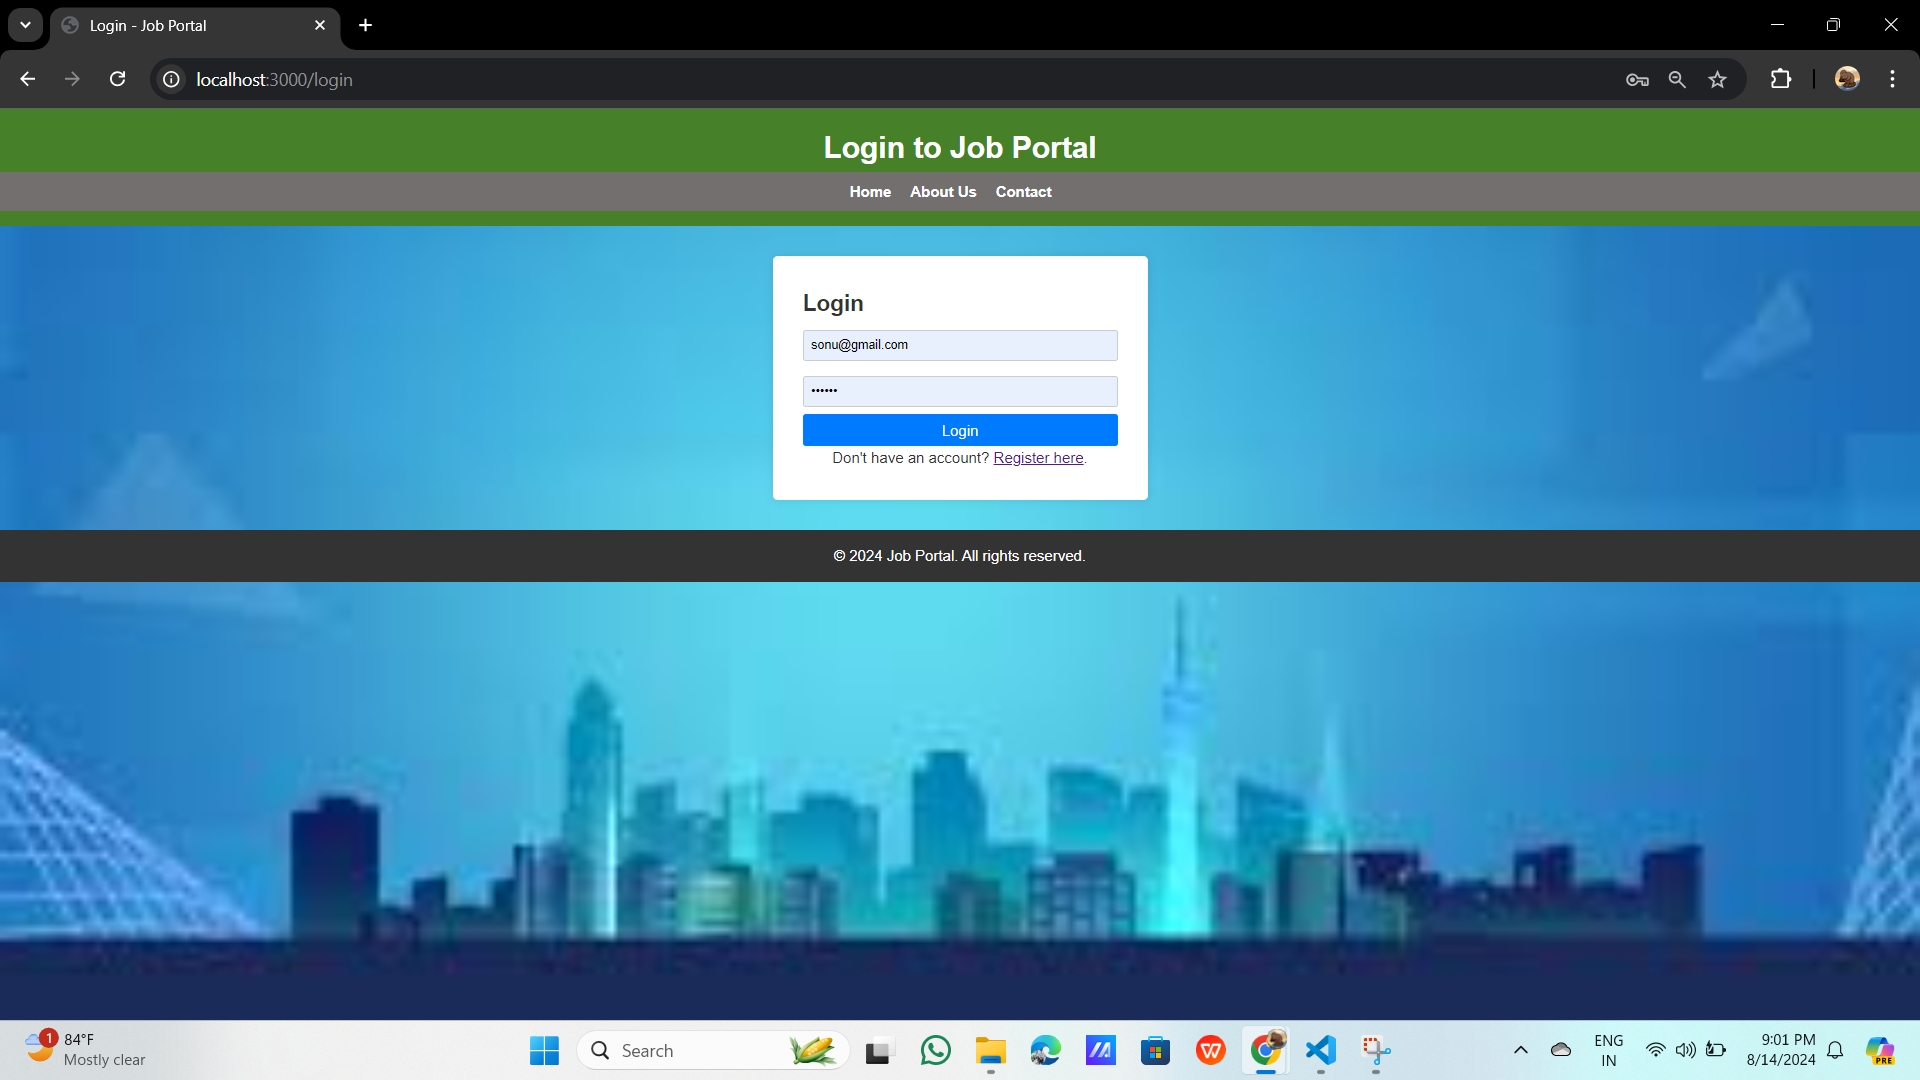 Login - Job Portal
localhost:3000/login
Login to Job Portal
Home About Us Contact
Login
sonu@gmail.com
••••••
Login
Don't have an account? Register here.
© 2024 Job Portal. All rights reserved.
1
84°F
Mostly clear
Search
PRE
ENG
IN
9:01 PM
8/14/2024